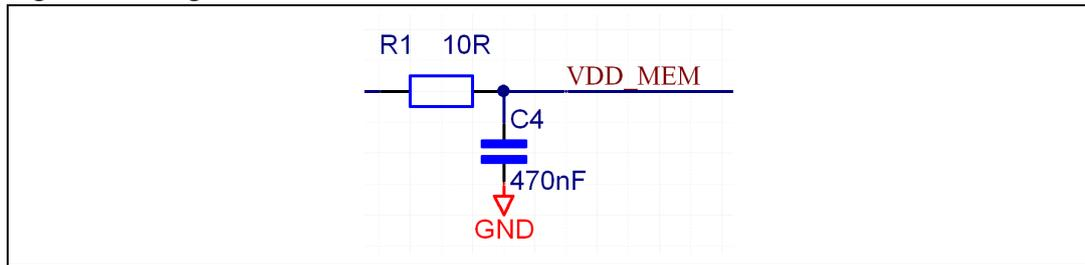 R1 10R
VDD_MEM
C4
470nF
GND